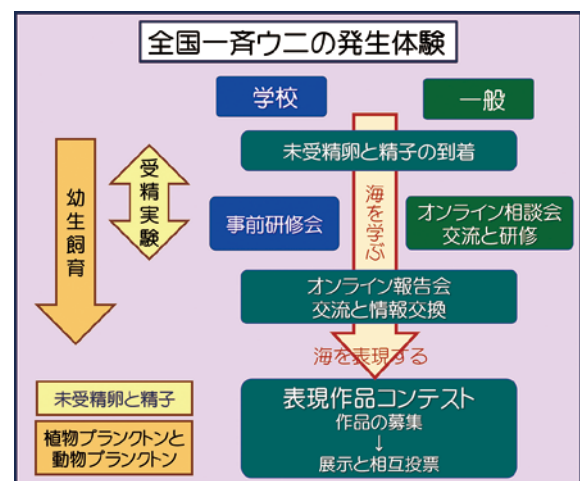 全国一斉ウニの発生体験
学校
一般
未受精卵と精子の到着
受精実験
幼生飼育
海を学ぶ
事前研修会
オンライン相談会
交流と研修
オンライン報告会
交流と情報交換
海を表現する
未受精卵と精子
植物プランクトンと
動物プランクトン
表現作品コンテスト
作品の募集
↓
展示と相互投票